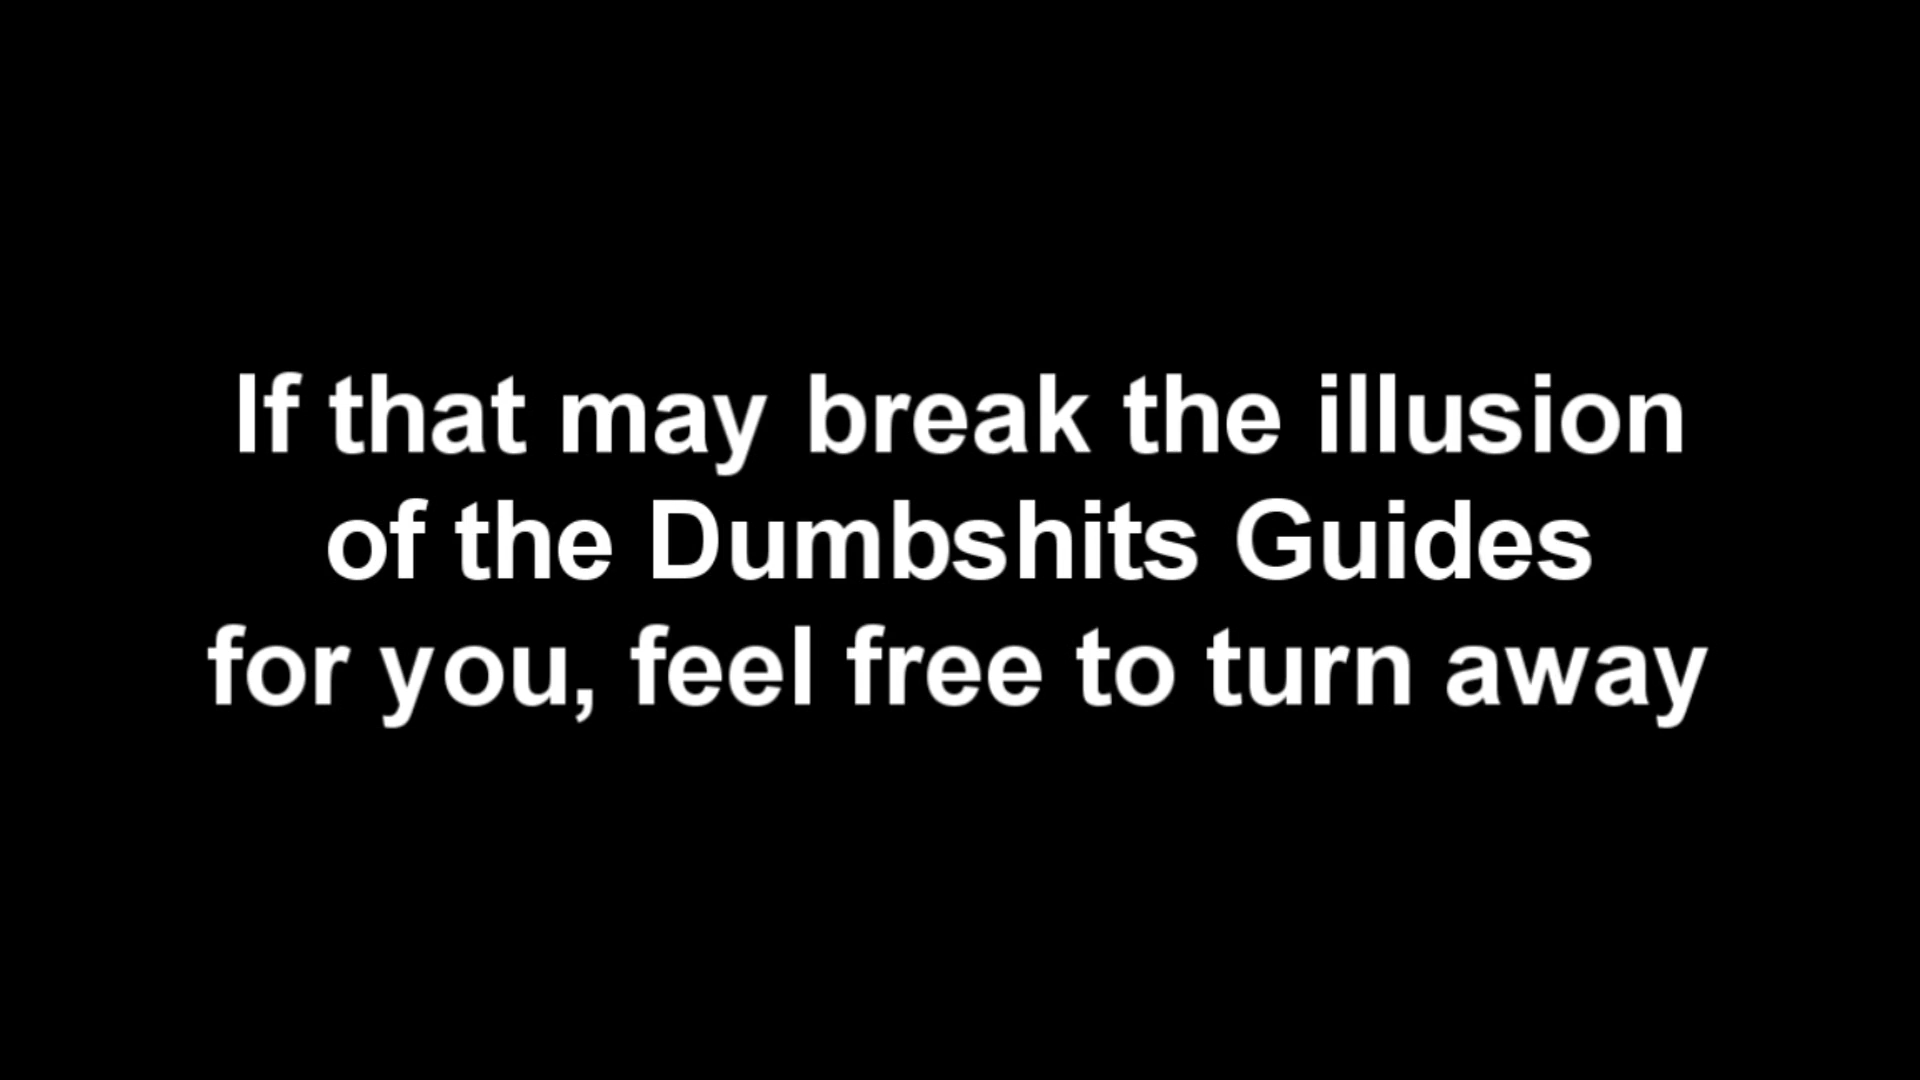 If that may break the illusion
of the Dumbshits Guides
for you, feel free to turn away